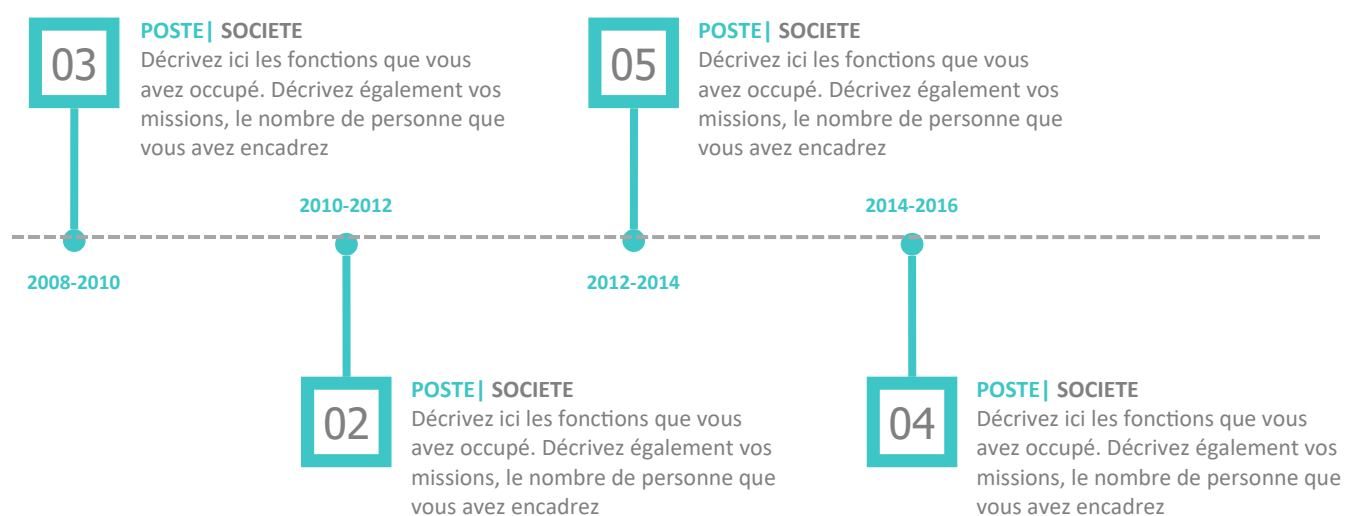 03
POSTE| SOCIETE
Décrivez ici les fonctions que vous
avez occupé. Décrivez également vos
missions, le nombre de personne que
vous avez encadrez
05
POSTE| SOCIETE
Décrivez ici les fonctions que vous
avez occupé. Décrivez également vos
missions, le nombre de personne que
vous avez encadrez
2010-2012
2014-2016
2008-2010
2012-2014
02
POSTE| SOCIETE
Décrivez ici les fonctions que vous
avez occupé. Décrivez également vos
missions, le nombre de personne que
vous avez encadrez
04
POSTE| SOCIETE
Décrivez ici les fonctions que vous
avez occupé. Décrivez également vos
missions, le nombre de personne que
vous avez encadrez